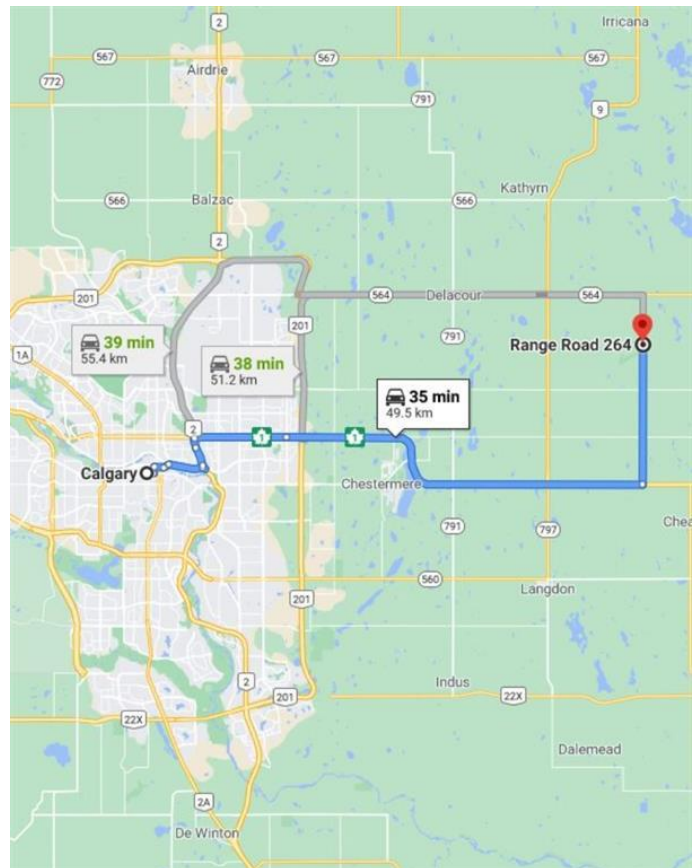 2
Irricana
567
567
567
Airdrie
772
791
9
Kathyrn
566
Balzac
566
566
2
201
564
Delacour
564
201
39 min
55.4 km
791
Range Road 264
1A
38 min
51.2 km
35 min
49.5 km
2
1
1
Calgary
Chestermere
791
797
Chea
560
Langdon
201
Indus
2
201
22X
22X
Dalemead
2A
De Winton